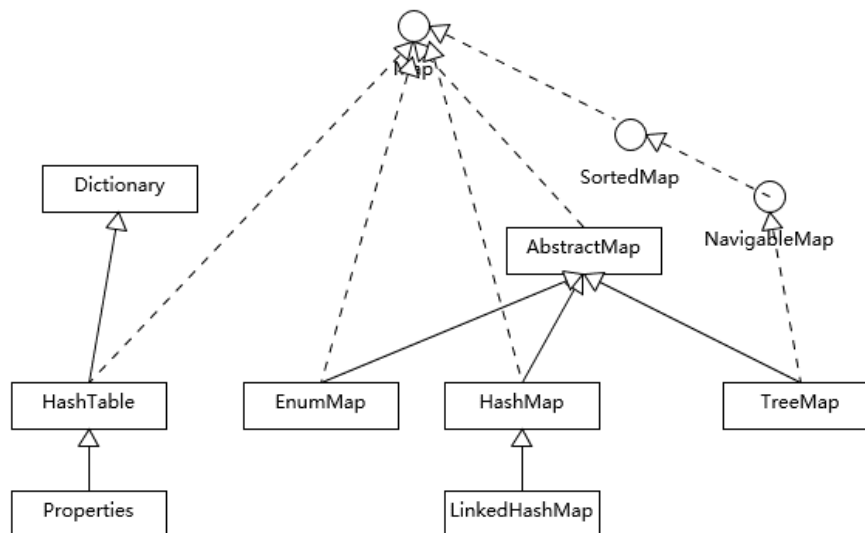 Map
Dictionary
SortedMap
AbstractMap
NavigableMap
HashTable
EnumMap
HashMap
TreeMap
Properties
LinkedHashMap